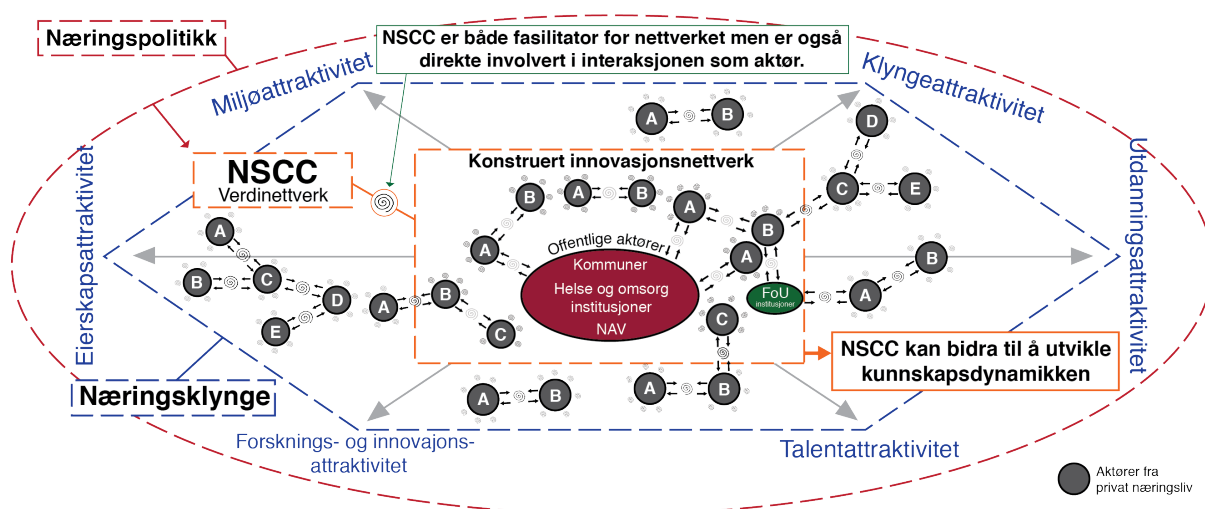 Næringspolitikk
NSCC er både fasilitator for nettverket men er også
direkte involvert i interaksjonen som aktør.
Miljøattraktivitet
Klyngeattraktivitet
Eierskapsattraktivitet
Utdanningsattraktivitet
NSCC
Verdinettverk
Konstruert innovasjonsnettverk
A
B
D
C
E
B
A
B
A
B
A
A
Offentlige aktører
Kommuner
Helse og omsorg
institusjoner
NAV
FoU
institusjoner
A
B
C
D
E
A
B
C
A
B
C
A
B
A
B
NSCC kan bidra til å utvikle
kunnskapsdynamikken
Næringsklynge
Forsknings- og innovajons-
attraktivitet
Talentattraktivitet
Aktører fra
privat næringsliv